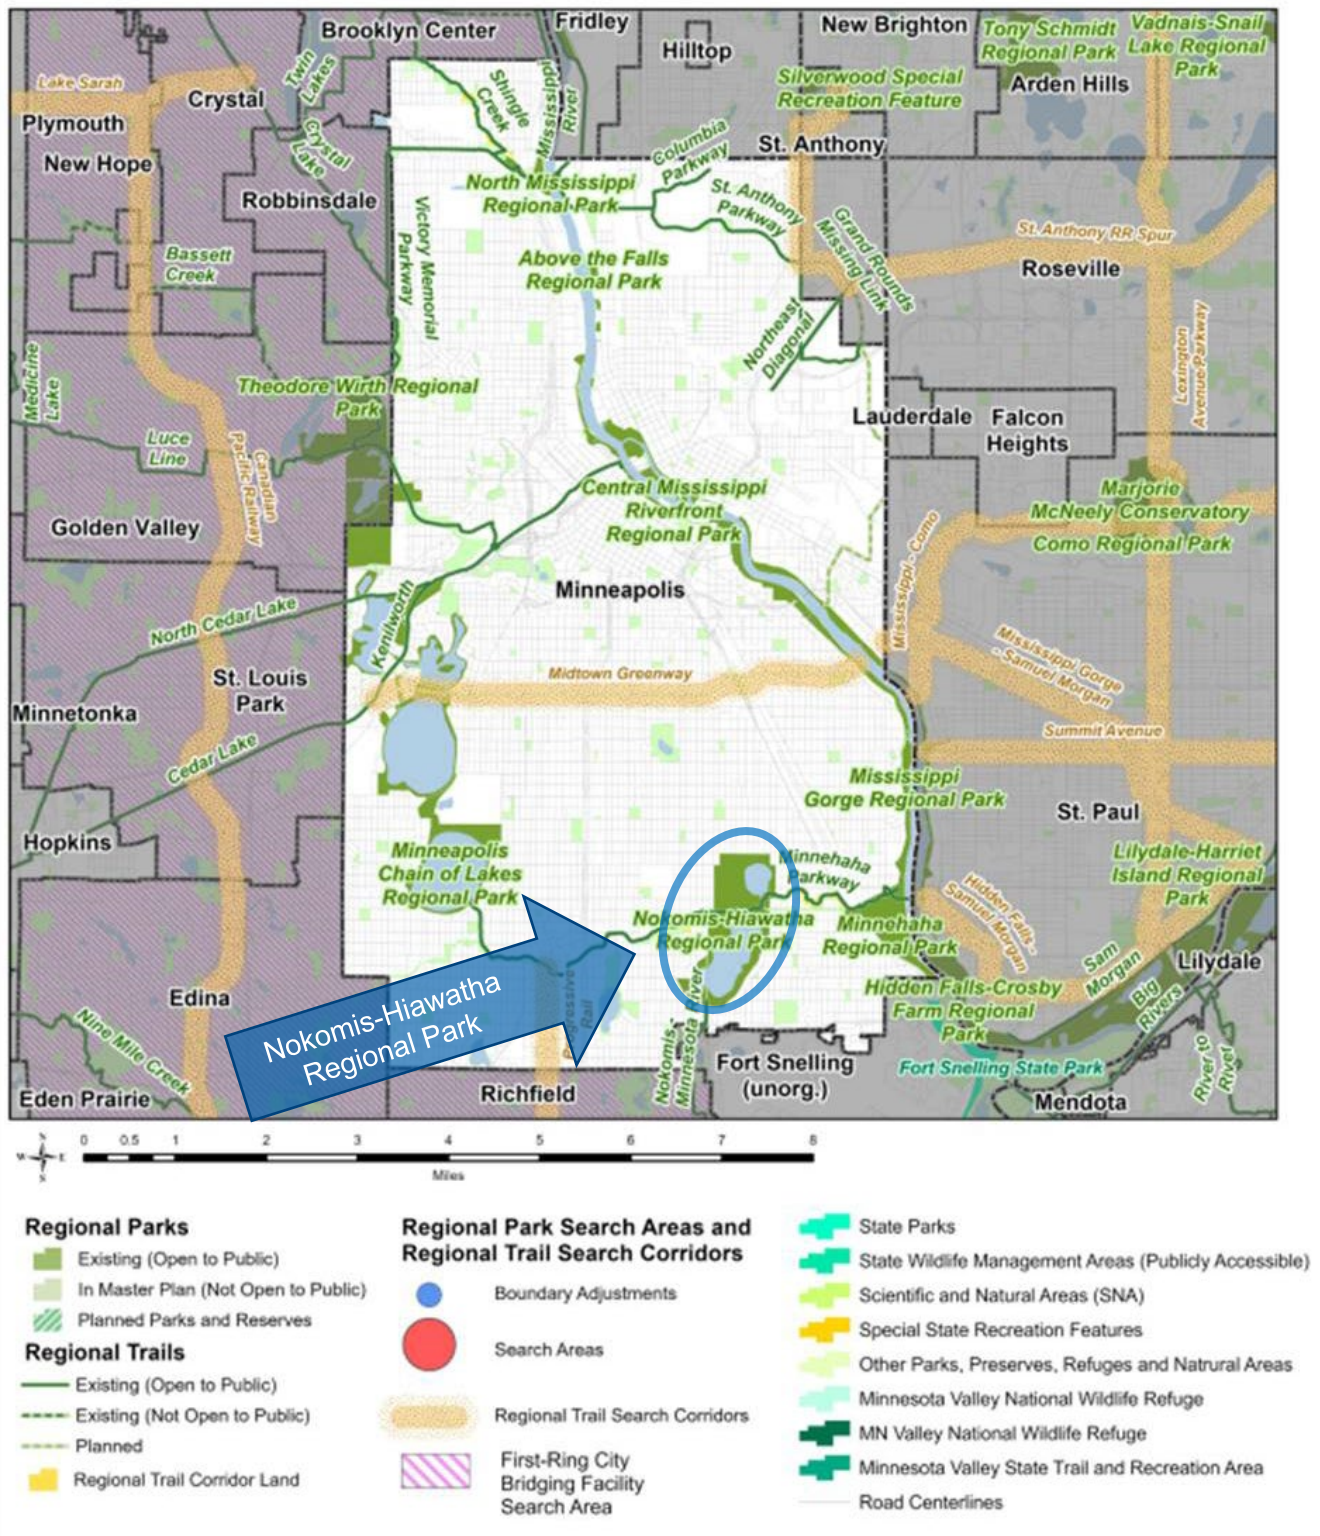 Brooklyn Center
Fridley
Hilltop
New Brighton
Tony Schmidt
Regional Park
Vadnais-Snail
Lake Regional
Park
Lake Sarah
Crystal
Twin
Lakes
Shingle
Creek
Mississippi
River
Silverwood Special
Recreation Feature
Arden Hills
Plymouth
New Hope
Crystal
Lake
Columbia
Parkway
St. Anthony
Robbinsdale
North Mississippi
Regional Park
St. Anthony
Parkway
Victory Memorial
Parkway
Grand Rounds
Missing Link
St. Anthony RR Spur
Roseville
Bassett
Creek
Above the Falls
Regional Park
Northeast
Diagonal
Lexington
Avenue Parkway
Medicine
Lake
Theodore Wirth Regional
Park
Lauderdale
Falcon
Heights
Luce
Line
Canadian
Pacific Railway
Central Mississippi
Riverfront
Regional Park
Marjorie
McNeely Conservatory
Como Regional Park
Golden Valley
Mississippi - Como
Minneapolis
North Cedar Lake
Kenilworth
Mississippi Gorge
- Samuel Morgan
St. Louis
Park
Midtown Greenway
Minnetonka
Cedar Lake
Summit Avenue
Mississippi
Gorge Regional Park
St. Paul
Hopkins
Minneapolis
Chain of Lakes
Regional Park
Minnehaha
Parkway
Lilydale-Harriet
Island Regional
Park
Nokomis-Hiawatha
Regional Park
Minnehaha
Regional Park
Hidden Falls -
Samuel Morgan
Sam
Morgan
Lilydale
Edina
Nokomis-Hiawatha
Regional Park
Rail
Hidden Falls-Crosby
Farm Regional
Park
Big
Rivers
Nine Mile Creek
Nokomis-
Minnesota River
Fort Snelling
(unorg.)
Fort Snelling State Park
River to
River
Eden Prairie
Richfield
Mendota
N
W E
S
0 0.5 1 2 3 4 5 6 7 8
Miles
Regional Parks
Existing (Open to Public)
In Master Plan (Not Open to Public)
Planned Parks and Reserves
Regional Trails
Existing (Open to Public)
Existing (Not Open to Public)
Planned
Regional Trail Corridor Land
Regional Park Search Areas and
Regional Trail Search Corridors
Boundary Adjustments
Search Areas
Regional Trail Search Corridors
First-Ring City
Bridging Facility
Search Area
State Parks
State Wildlife Management Areas (Publicly Accessible)
Scientific and Natural Areas (SNA)
Special State Recreation Features
Other Parks, Preserves, Refuges and Natrural Areas
Minnesota Valley National Wildlife Refuge
MN Valley National Wildlife Refuge
Minnesota Valley State Trail and Recreation Area
Road Centerlines